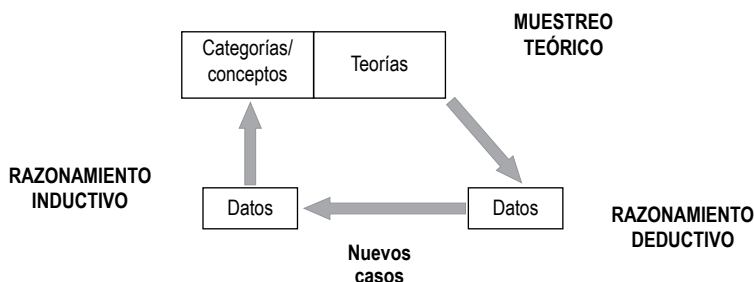 MUESTREO
TEÓRICO
Categorías/
conceptos
Teorías
RAZONAMIENTO
INDUCTIVO
Datos
Datos
RAZONAMIENTO
DEDUCTIVO
Nuevos
casos